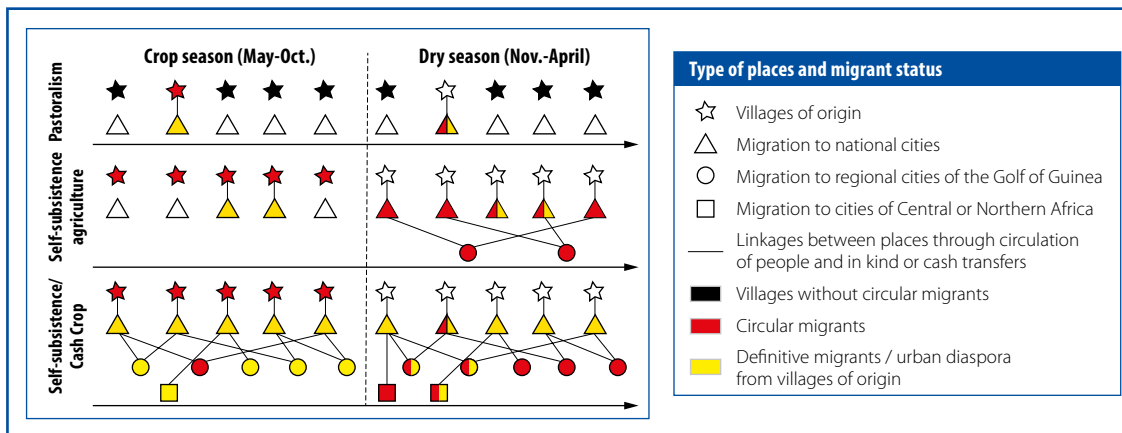 Crop season (May-Oct.)
Dry season (Nov.-April)
Pastoralism
Self-subsistence
agriculture
Self-subsistence/
Cash Crop
Type of places and migrant status
Villages of origin
Migration to national cities
Migration to regional cities of the Golf of Guinea
Migration to cities of Central or Northern Africa
Linkages between places through circulation
of people and in kind or cash transfers
Villages without circular migrants
Circular migrants
Definitive migrants / urban diaspora
from villages of origin